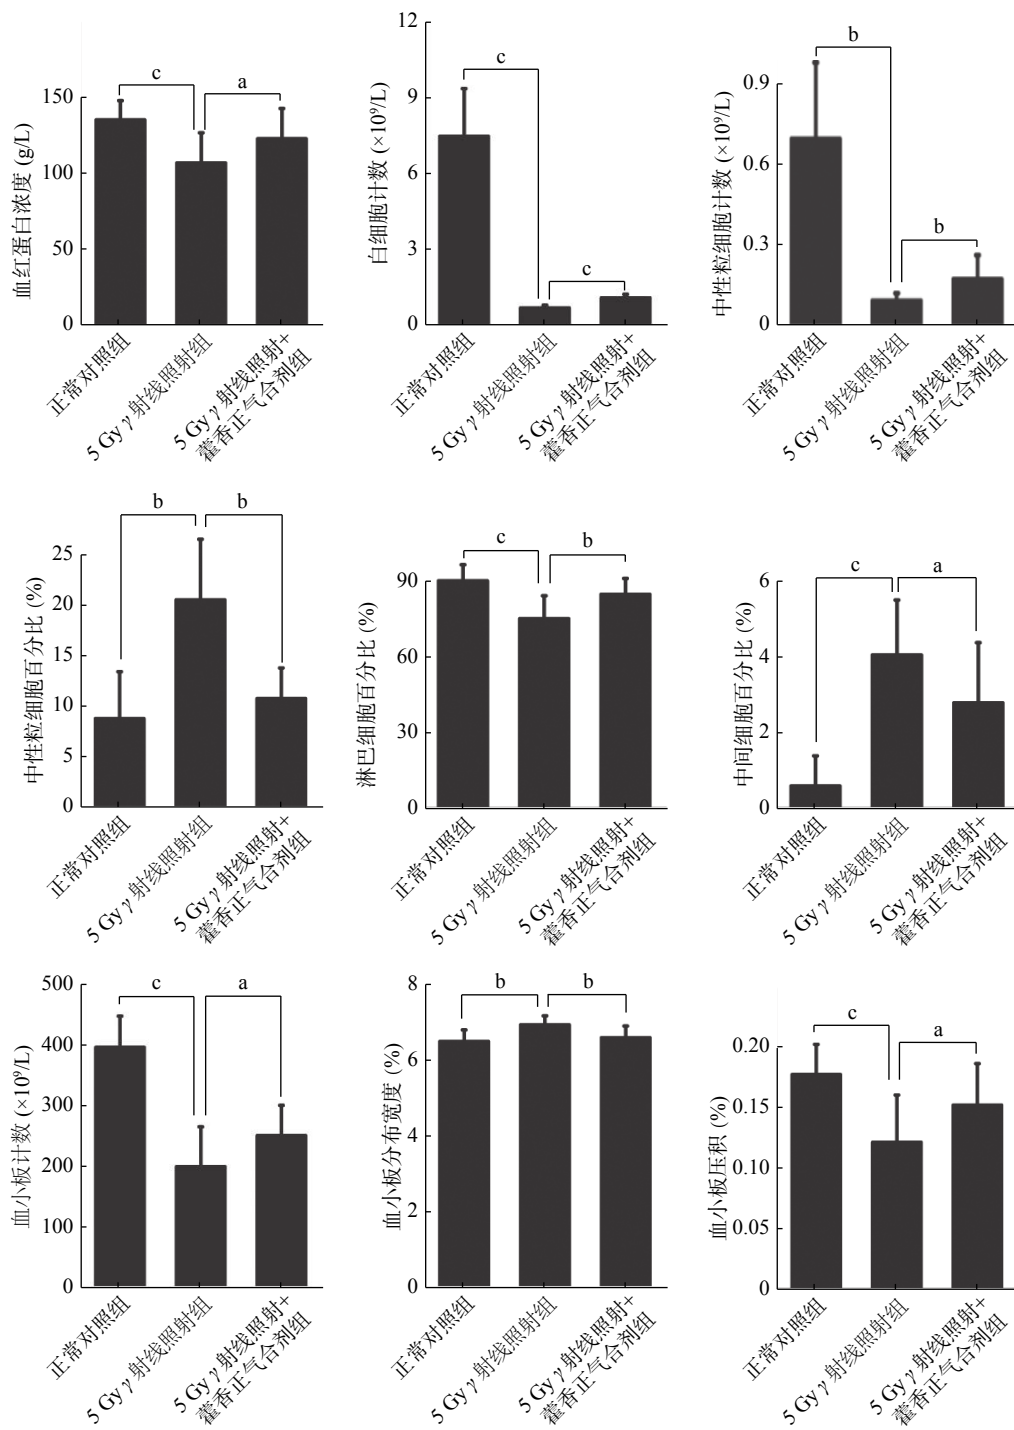 血红蛋白浓度 (g/L)
150
100
50
0
c
a
正常对照组
5 Gy γ 射线照射组
5 Gy γ 射线照射+
藿香正气合剂组
白细胞计数 (×10⁹/L)
12
9
6
3
0
c
c
正常对照组
5 Gy γ 射线照射组
5 Gy γ 射线照射+
藿香正气合剂组
中性粒细胞计数 (×10⁹/L)
0.9
0.6
0.3
0
b
b
正常对照组
5 Gy γ 射线照射组
5 Gy γ 射线照射+
藿香正气合剂组
中性粒细胞百分比 (%)
25
20
15
10
5
0
b
b
正常对照组
5 Gy γ 射线照射组
5 Gy γ 射线照射+
藿香正气合剂组
淋巴细胞百分比 (%)
90
60
30
0
c
b
正常对照组
5 Gy γ 射线照射组
5 Gy γ 射线照射+
藿香正气合剂组
中间细胞百分比 (%)
6
4
2
0
c
a
正常对照组
5 Gy γ 射线照射组
5 Gy γ 射线照射+
藿香正气合剂组
血小板计数 (×10⁹/L)
500
400
300
200
100
0
c
a
正常对照组
5 Gy γ 射线照射组
5 Gy γ 射线照射+
藿香正气合剂组
血小板分布宽度 (%)
8
6
4
2
0
b
b
正常对照组
5 Gy γ 射线照射组
5 Gy γ 射线照射+
藿香正气合剂组
血小板压积 (%)
0.20
0.15
0.10
0.05
0
c
a
正常对照组
5 Gy γ 射线照射组
5 Gy γ 射线照射+
藿香正气合剂组